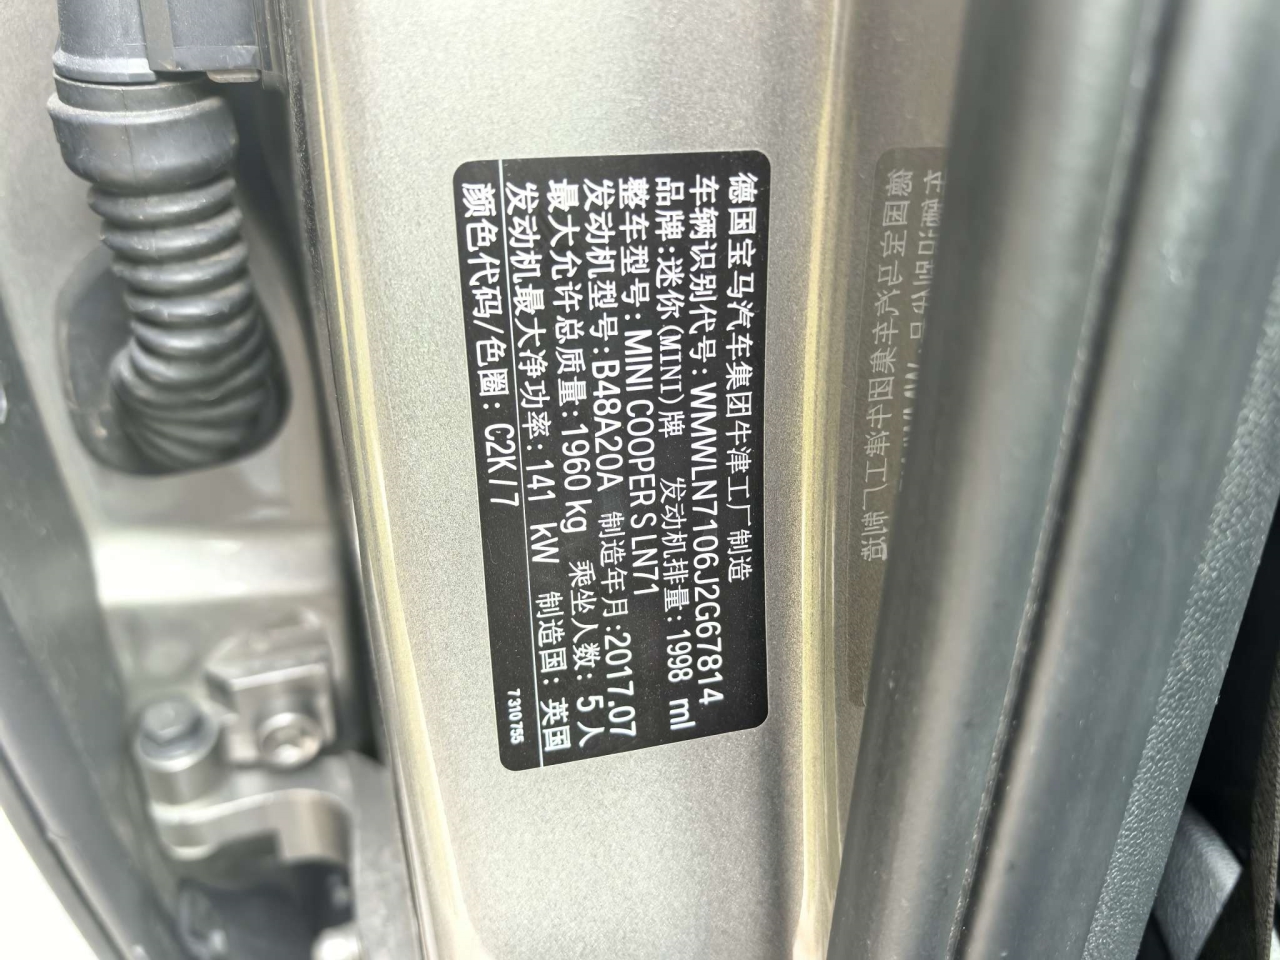 德国宝马汽车集团牛津工厂制造
车辆识别代号: WMWLN7106J2G67814
品牌:迷你(MINI)牌 发动机排量: 1998 ml
整车型号: MINI COOPER S LN71
发动机型号: B48A20A 制造年月:2017.07
最大允许总质量: 1960 kg 乘坐人数: 5 人
发动机最大净功率: 141 kW 制造国: 英国
颜色代码/色圈: C2K / 7
7 310 755